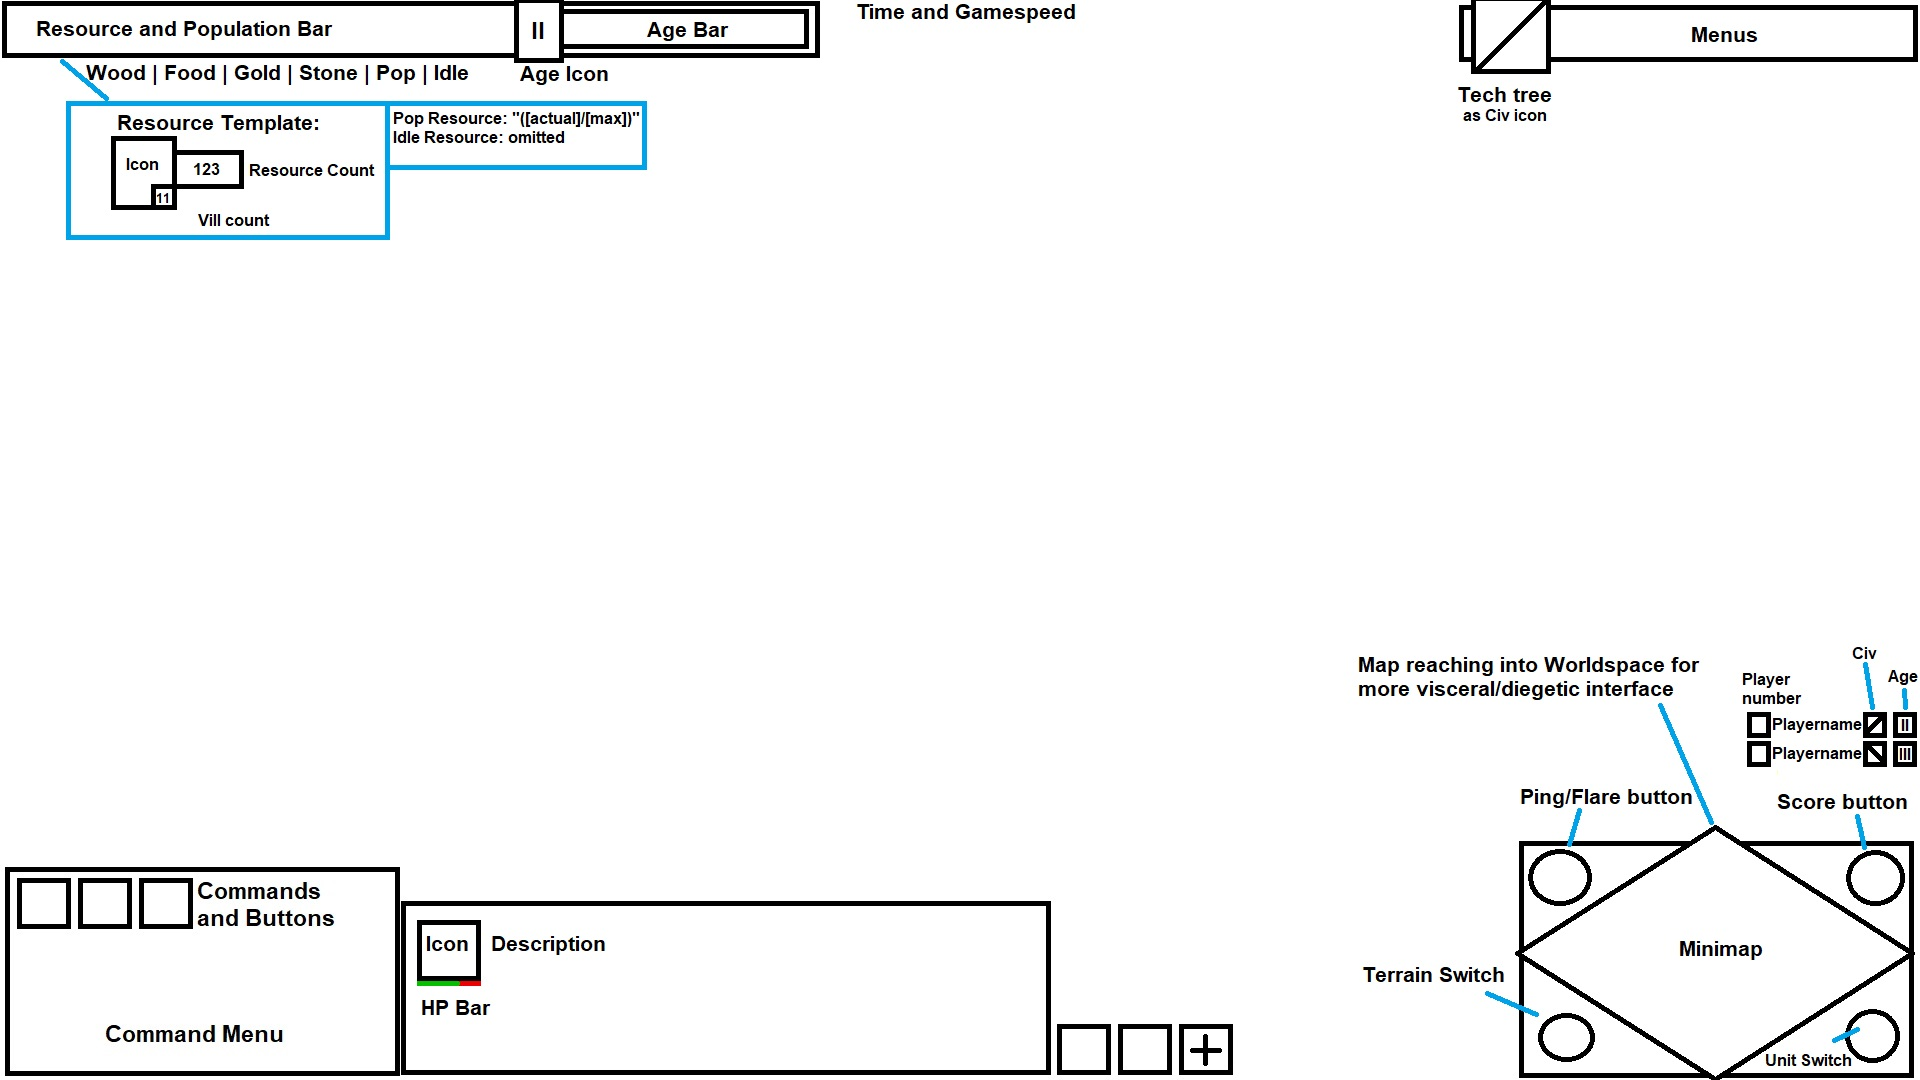 Resource and Population Bar
II
Age Bar
Time and Gamespeed
Menus
Wood | Food | Gold | Stone | Pop | Idle
Age Icon
Tech tree
as Civ icon
Resource Template:
Pop Resource: "([actual]/[max])"
Idle Resource: omitted
Icon
123
Resource Count
11
Vill count
Map reaching into Worldspace for
more visceral/diegetic interface
Civ
Age
Player
number
Playername
II
Playername
III
Ping/Flare button
Score button
Commands
and Buttons
Command Menu
Icon
Description
HP Bar
+
Minimap
Terrain Switch
Unit Switch